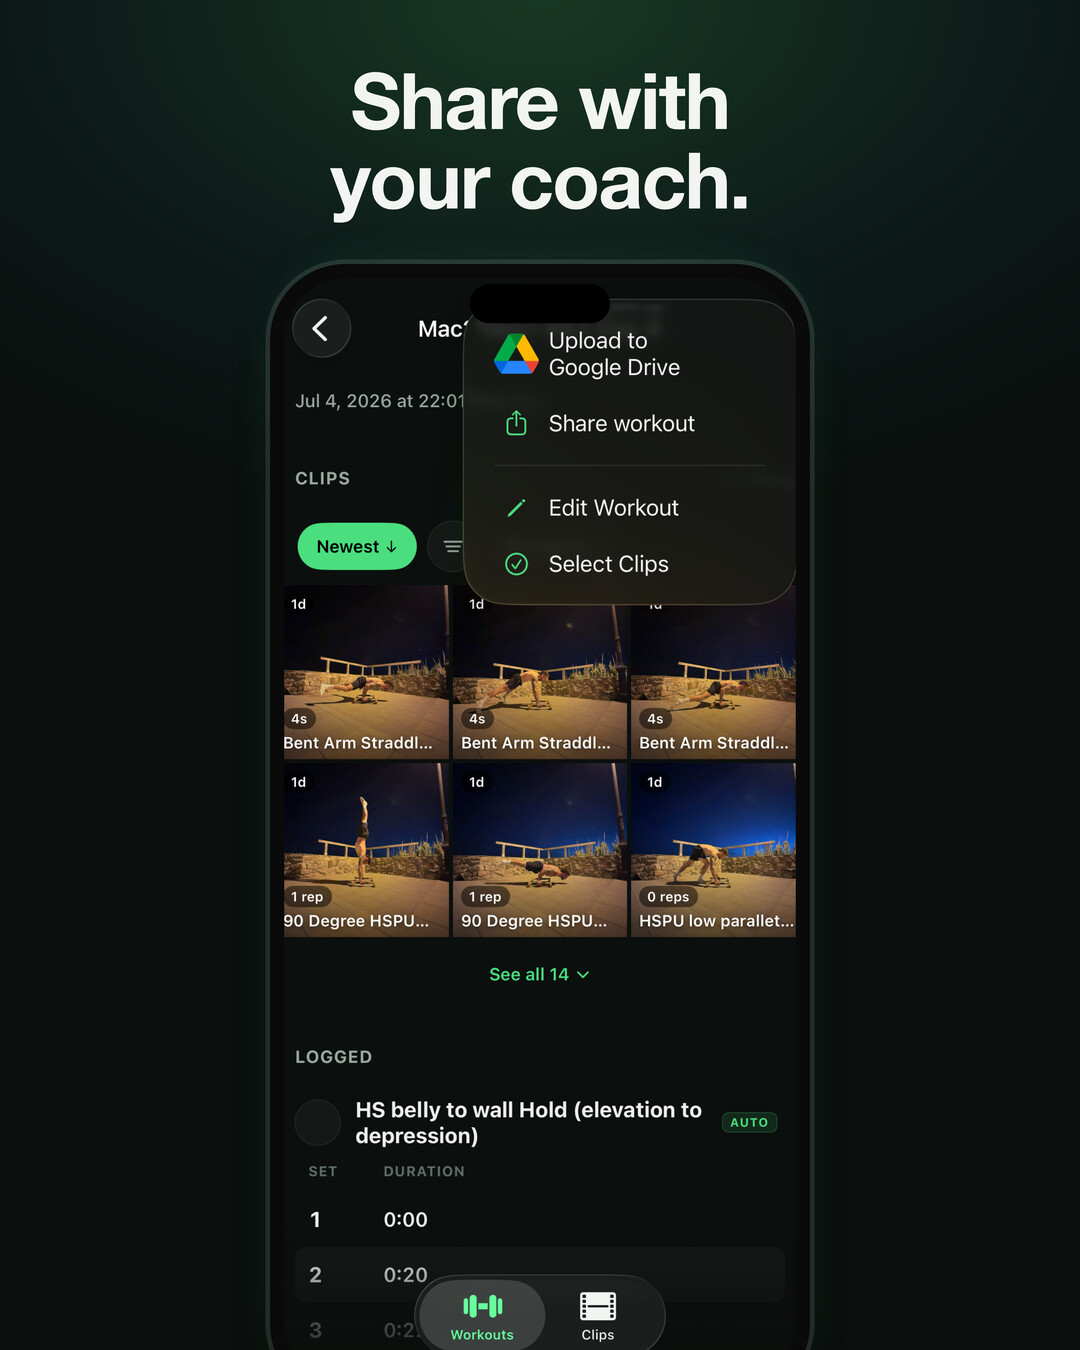 Share with
your coach.
Upload to
Google Drive
Jul 4, 2026 at 22:01
Share workout
CLIPS
Edit Workout
Newest ↓
Select Clips
1d
1d
1d
4s
4s
4s
Bent Arm Straddl...
Bent Arm Straddl...
Bent Arm Straddl...
1d
1d
1d
1 rep
1 rep
0 reps
90 Degree HSPU...
90 Degree HSPU...
HSPU low parallet...
See all 14
LOGGED
HS belly to wall Hold (elevation to
depression)
AUTO
SET DURATION
1 0:00
2 0:20
3
Workouts
Clips